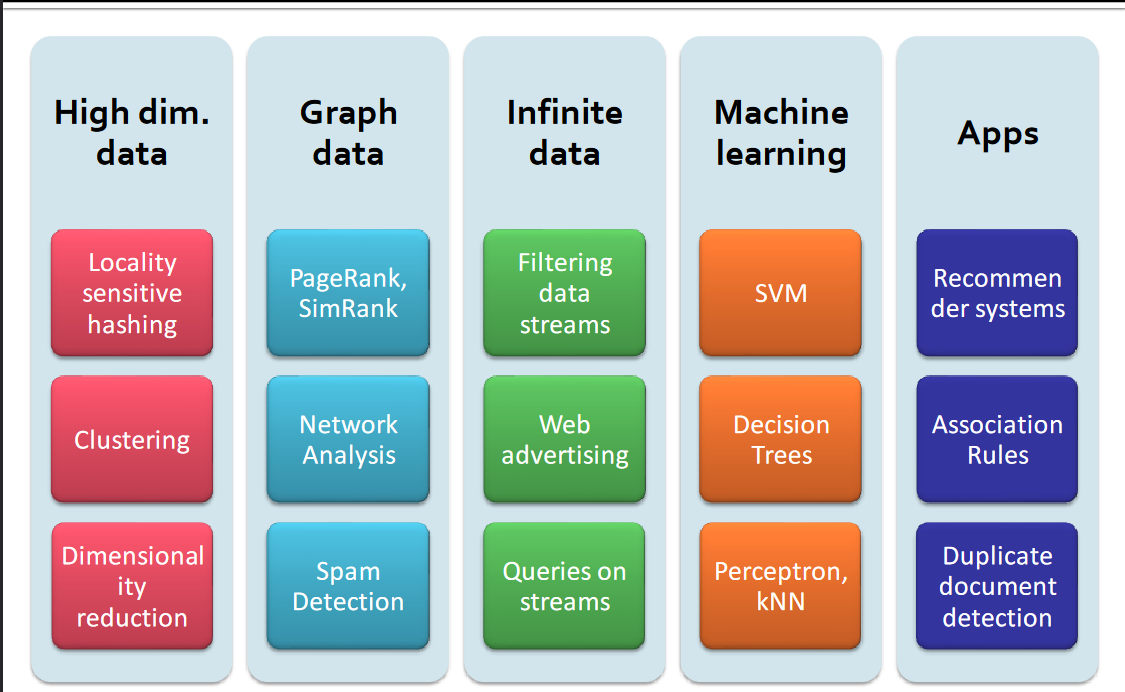 High dim.
data
Locality
sensitive
hashing
Clustering
Dimensional
ity
reduction
Graph
data
PageRank,
SimRank
Network
Analysis
Spam
Detection
Infinite
data
Filtering
data
streams
Web
advertising
Queries on
streams
Machine
learning
SVM
Decision
Trees
Perceptron,
kNN
Apps
Recommen
der systems
Association
Rules
Duplicate
document
detection